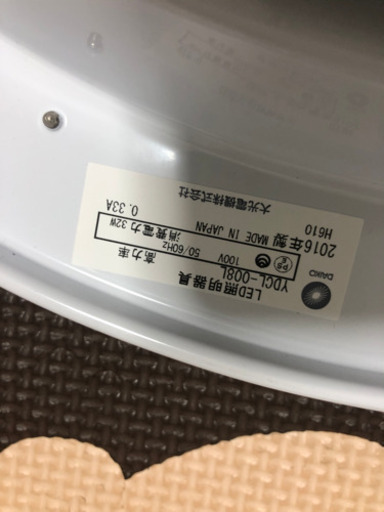 DAIKO
LED照明器具
YDCL-008L
高力率
PS E
100V
50/60Hz
消費電力 32W
0.33A
2016年製 MADE IN JAPAN
H610
大光電機株式会社